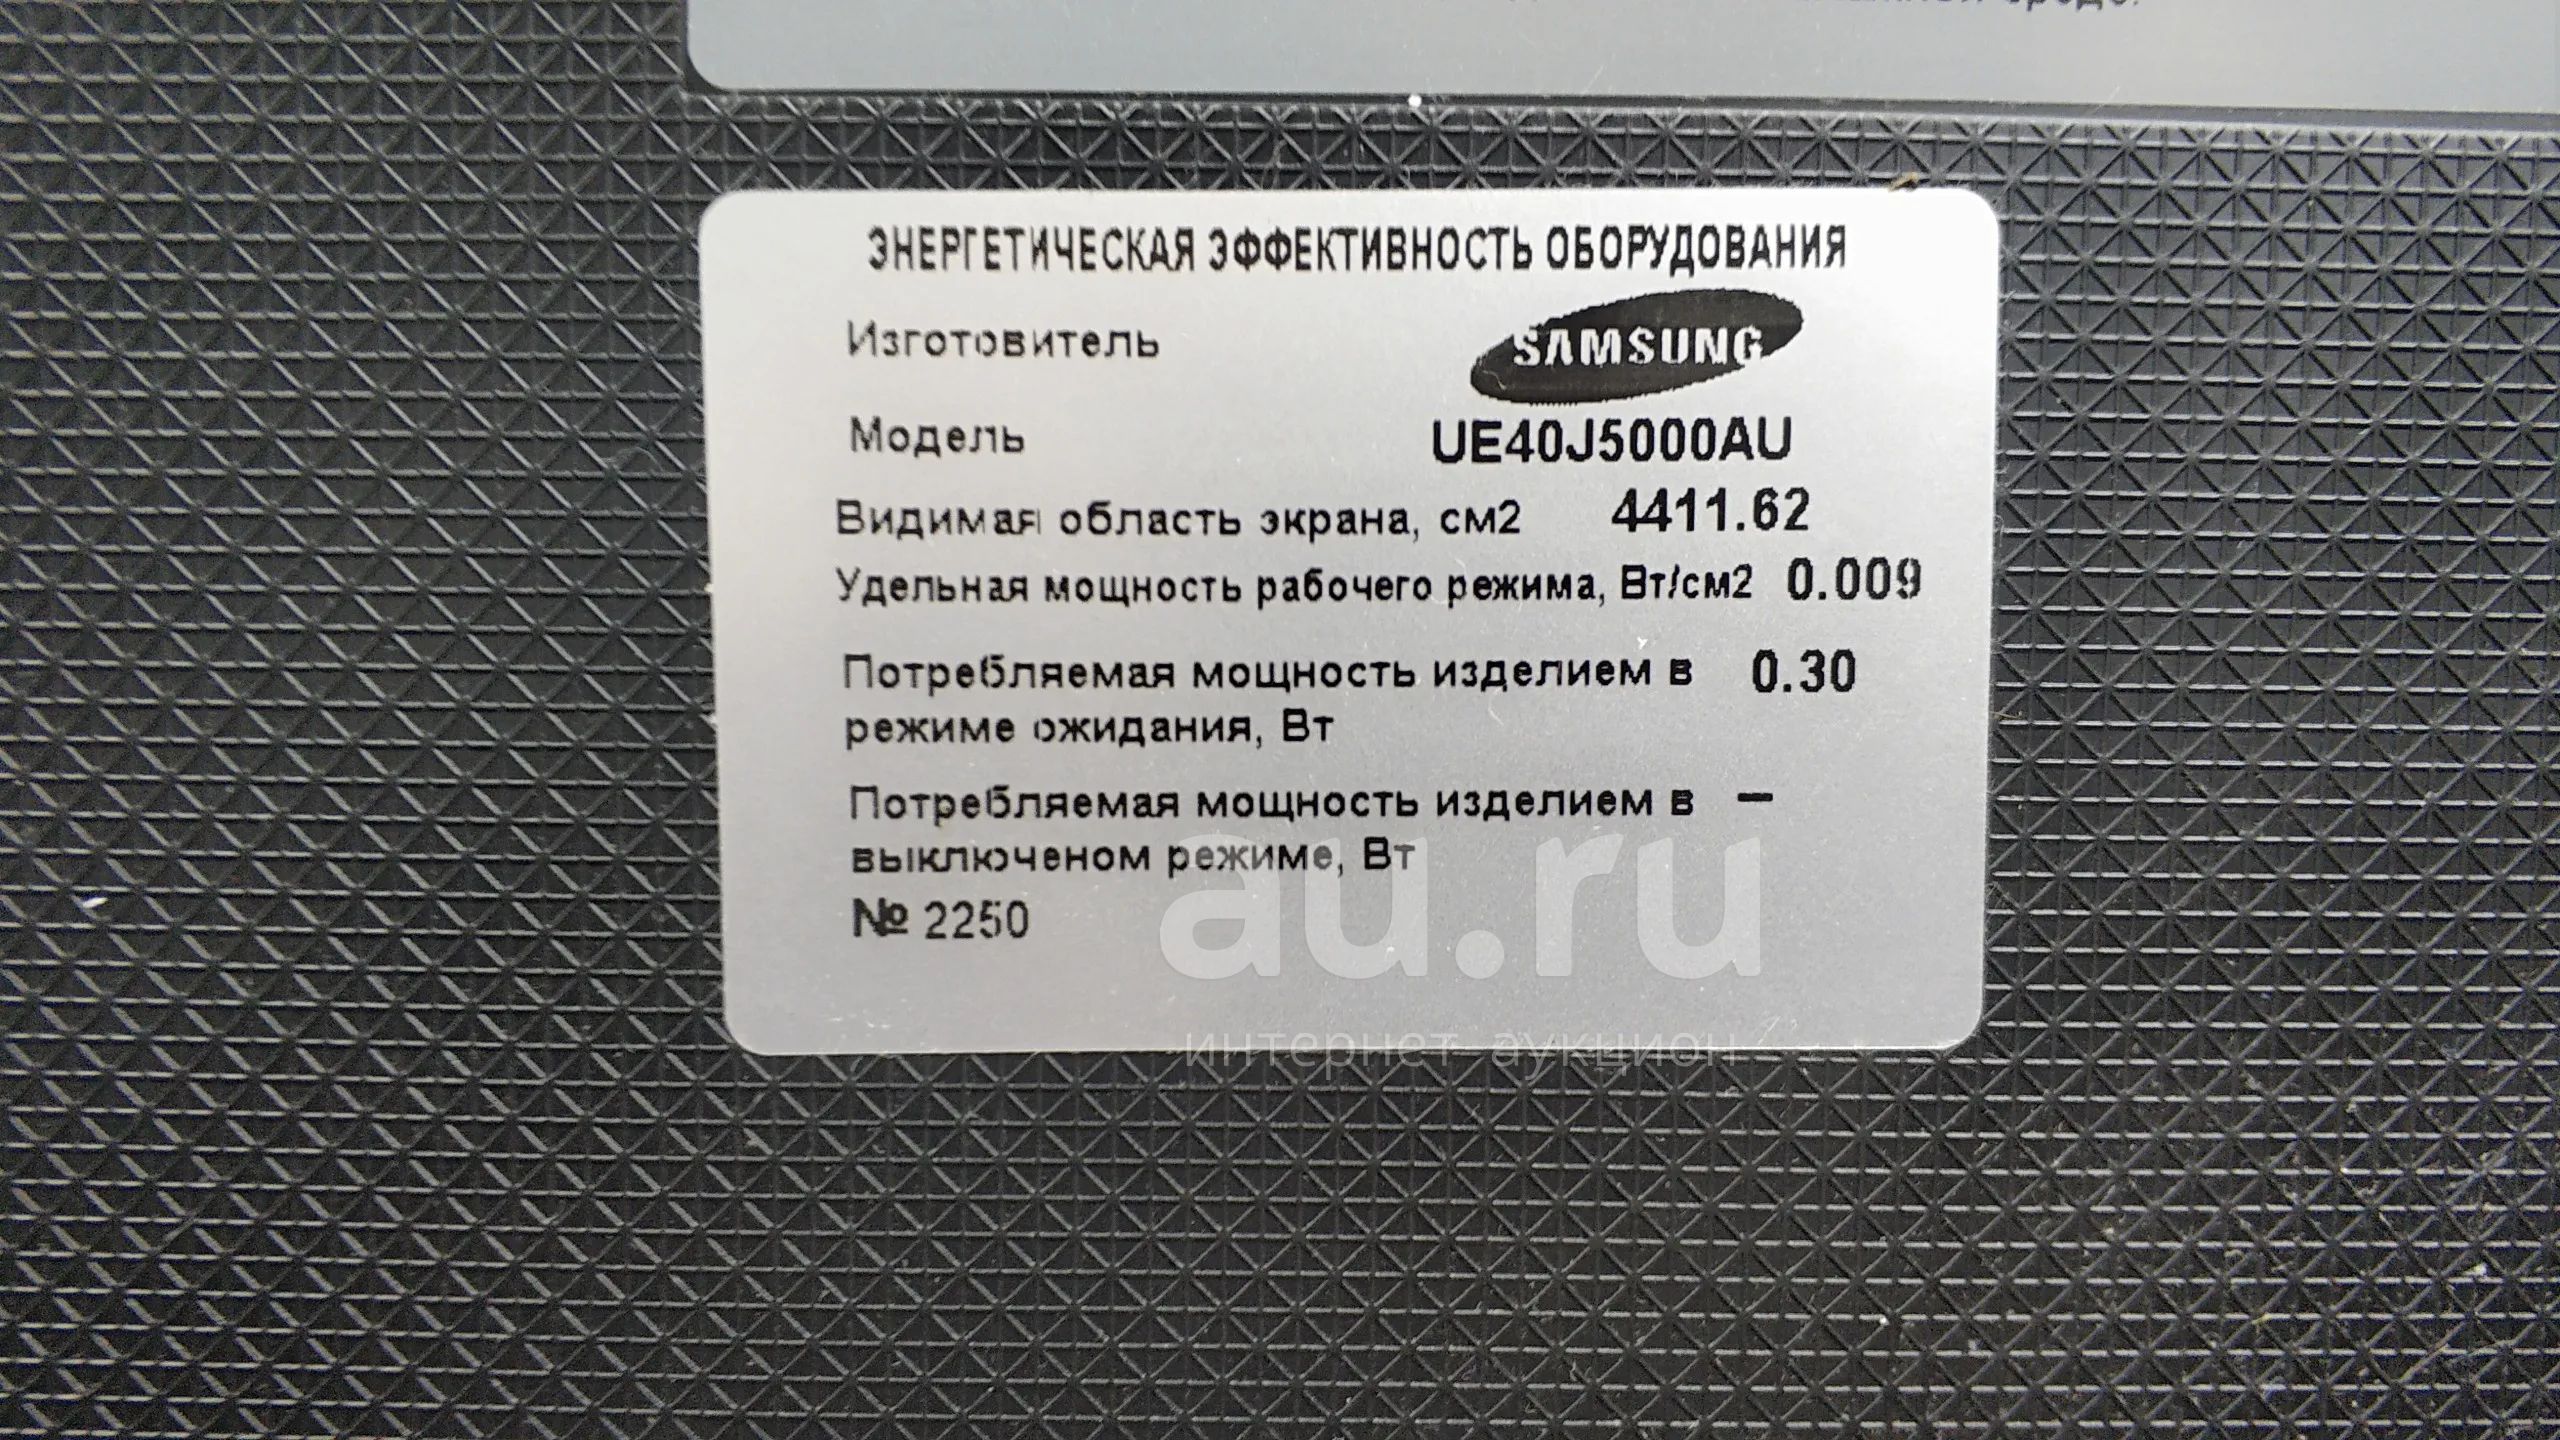 ЭНЕРГЕТИЧЕСКАЯ ЭФФЕКТИВНОСТЬ ОБОРУДОВАНИЯ
Изготовитель SAMSUNG
Модель UE40J5000AU
Видимая область экрана, см2 4411.62
Удельная мощность рабочего режима, Вт/см2 0.009
Потребляемая мощность изделием в 0.30
режиме ожидания, Вт
Потребляемая мощность изделием в –
выключеном режиме, Вт
№ 2250
au.ru
интернет аукцион